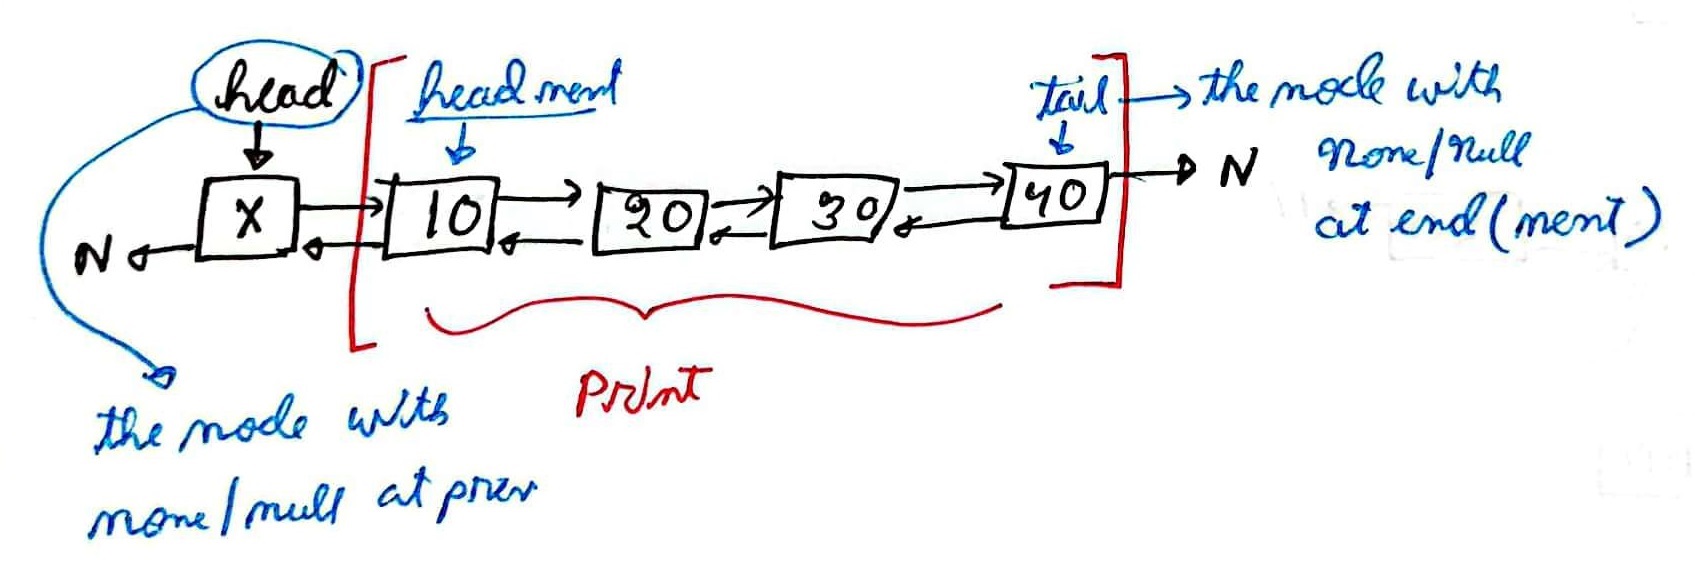 head
head next
tail → the node with
none/null
at end (next)
N
X
10
20
30
40
N
Print
the node with
none/null at prev